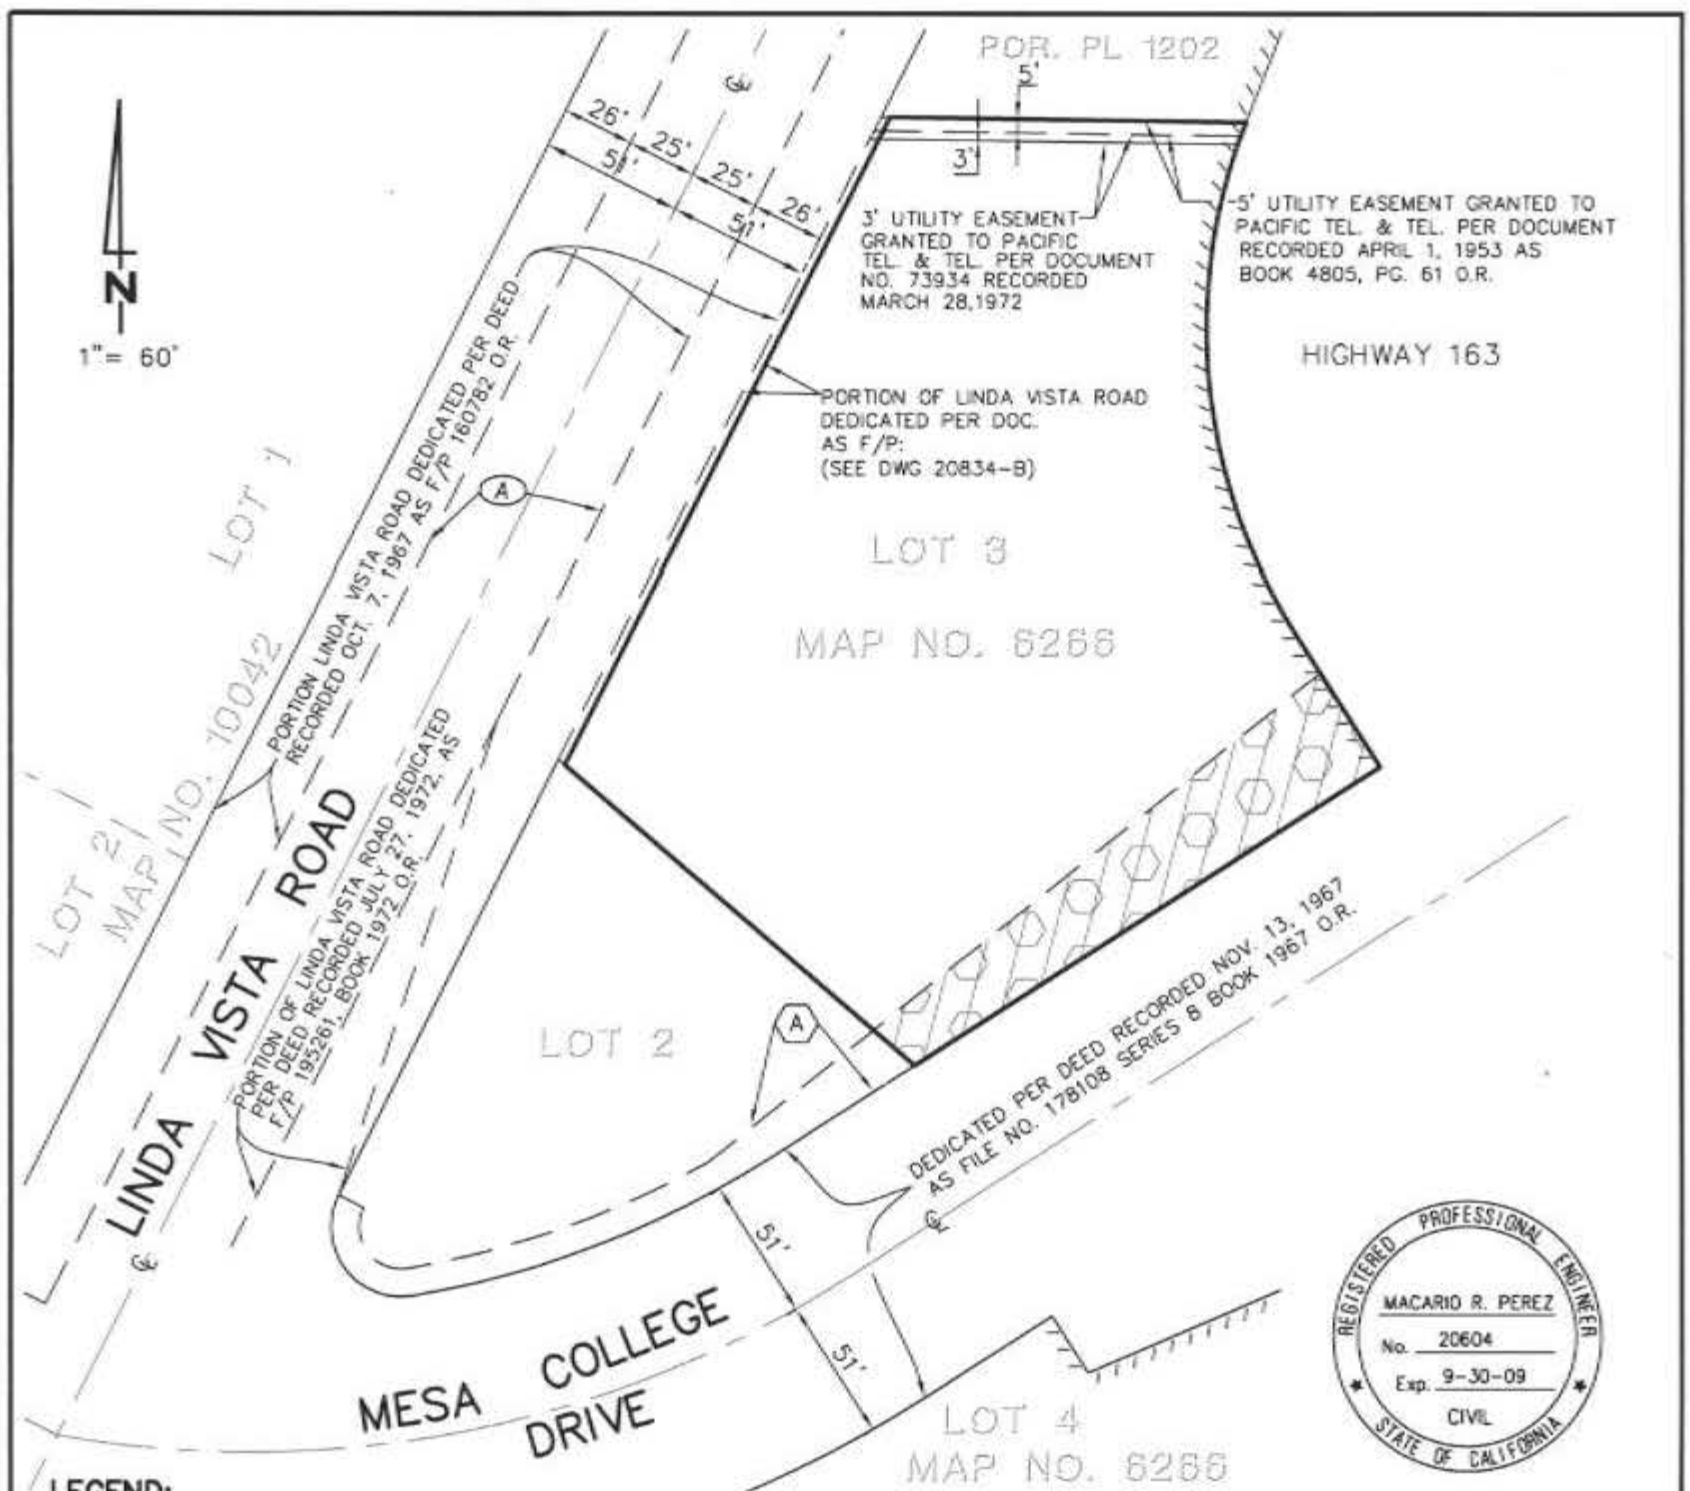 POR. PL 1202
5'
26'
25'
25'
26'
51'
51'
3'
N
1"= 60'
3' UTILITY EASEMENT
GRANTED TO PACIFIC
TEL. & TEL. PER DOCUMENT
NO. 73934 RECORDED
MARCH 28,1972
5' UTILITY EASEMENT GRANTED TO
PACIFIC TEL. & TEL. PER DOCUMENT
RECORDED APRIL 1, 1953 AS
BOOK 4805, PG. 61 O.R.
HIGHWAY 163
PORTION OF LINDA VISTA ROAD
DEDICATED PER DOC.
AS F/P:
(SEE DWG 20834-B)
PORTION LINDA VISTA ROAD DEDICATED PER DEED
RECORDED OCT. 7, 1967 AS F/P 160782 O.R.
A
LOT 1
LOT 3
MAP NO. 6266
LOT 2
MAP NO. 10042
LINDA VISTA ROAD
PORTION OF LINDA VISTA ROAD DEDICATED
PER DEED RECORDED JULY 27, 1972, AS
F/P 195261, BOOK 1972 O.R.
LOT 2
A
DEDICATED PER DEED RECORDED NOV. 13, 1967
AS FILE NO. 178108 SERIES 8 BOOK 1967 O.R.
51'
51'
MESA COLLEGE
DRIVE
LOT 4
MAP NO. 6266
REGISTERED PROFESSIONAL ENGINEER
MACARIO R. PEREZ
No. 20604
Exp. 9-30-09
CIVIL
STATE OF CALIFORNIA
LEGEND: